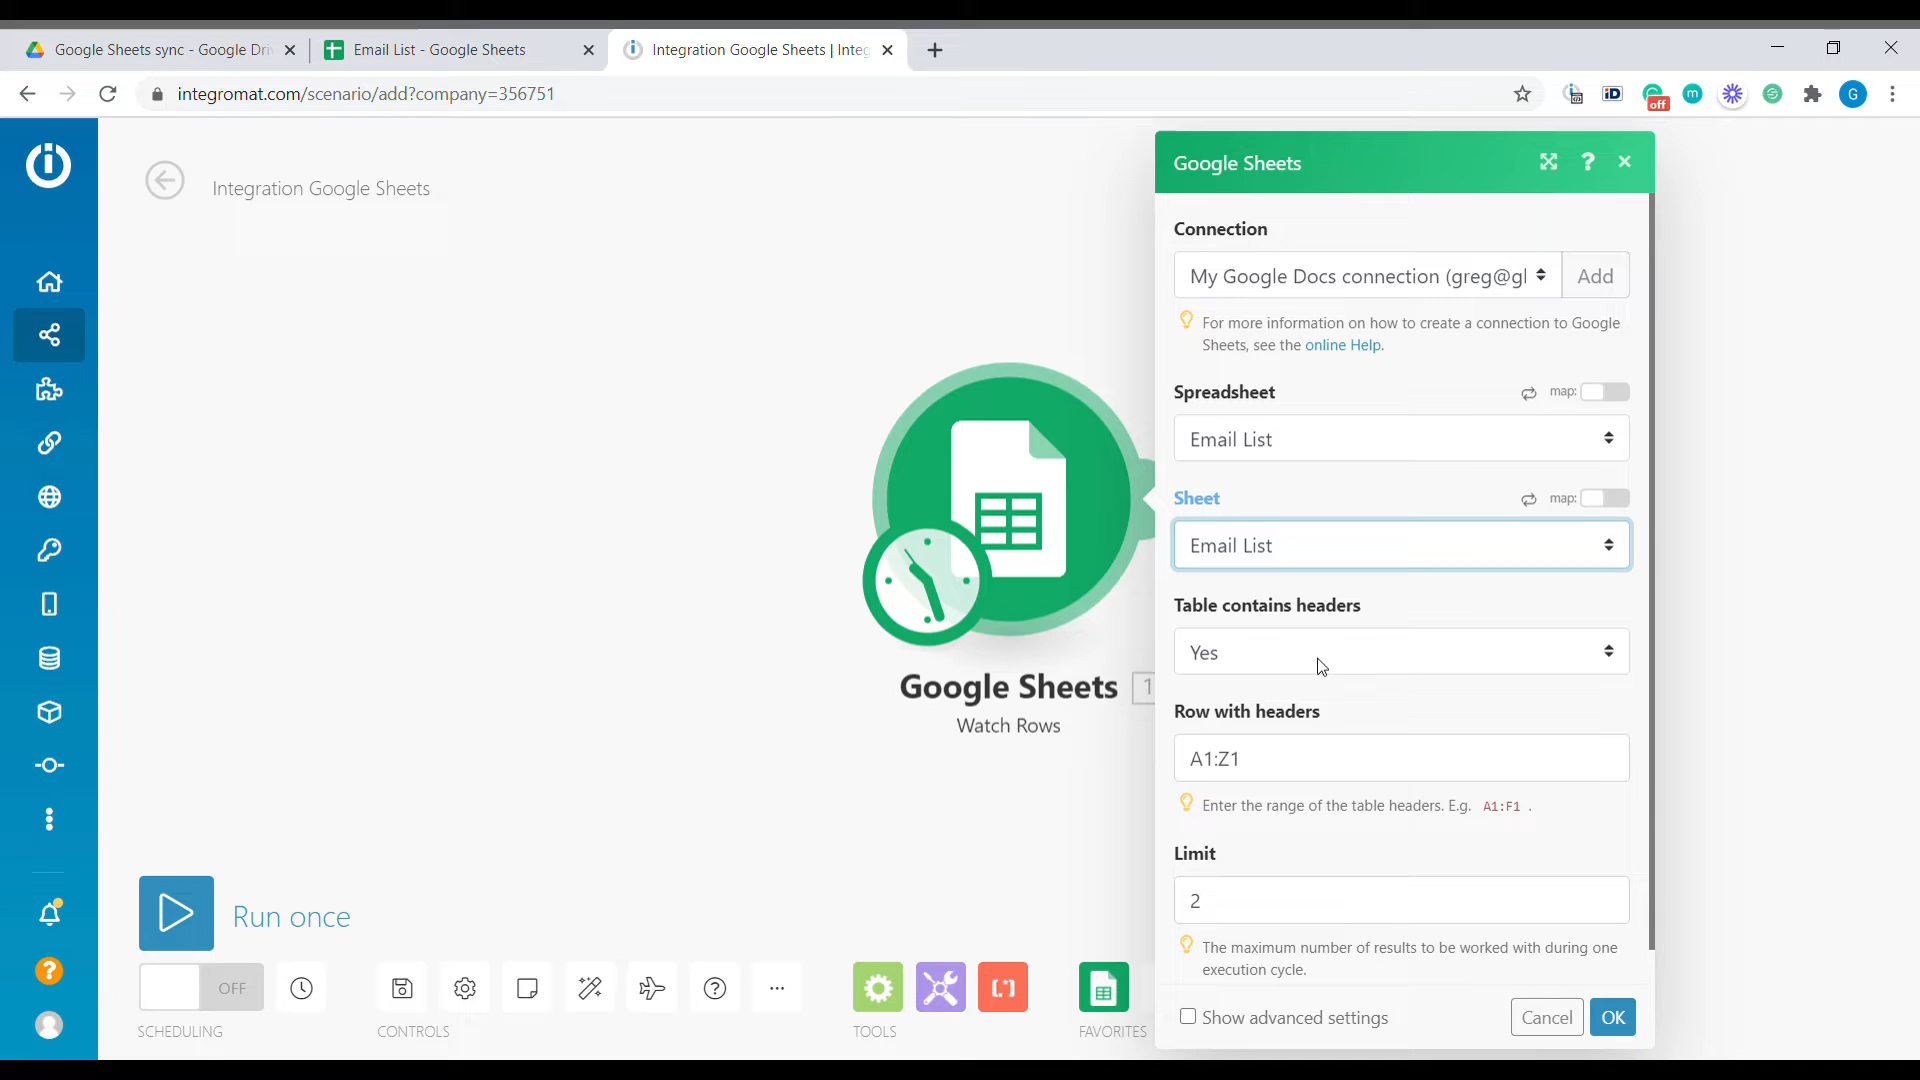 Google Sheets sync - Google Dri
Email List - Google Sheets
Integration Google Sheets | Integ
integromat.com/scenario/add?company=356751
iD
off
m
G
Integration Google Sheets
Google Sheets
?
Connection
My Google Docs connection (greg@gl
Add
For more information on how to create a connection to Google
Sheets, see the online Help.
Spreadsheet
map:
Email List
Sheet
map:
Email List
Table contains headers
Yes
Google Sheets
1
Watch Rows
Row with headers
A1:Z1
Enter the range of the table headers. E.g. A1:F1 .
Limit
2
The maximum number of results to be worked with during one
execution cycle.
Run once
OFF
SCHEDULING
CONTROLS
TOOLS
FAVORITES
Show advanced settings
Cancel
OK